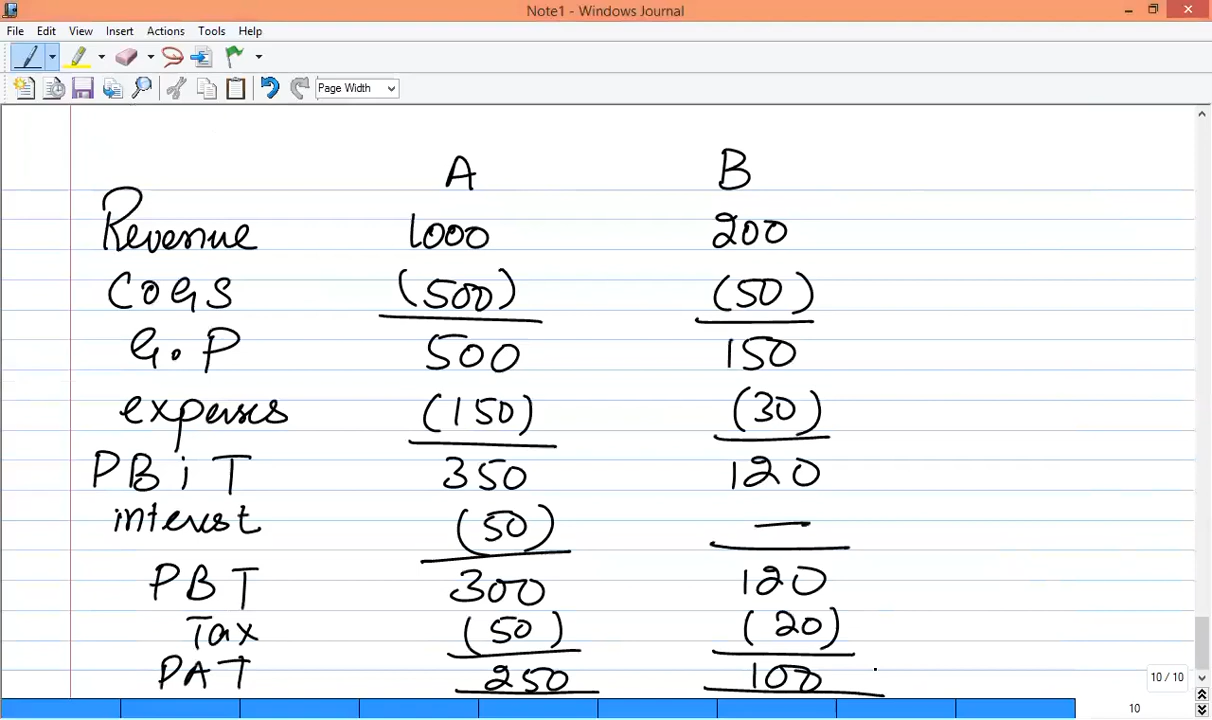 Note1 - Windows Journal
File Edit View Insert Actions Tools Help
Page Width
A B
Revenue 1000 200
COGS (500) (50)
G.P 500 150
expenses (150) (30)
PBiT 350 120
interest (50) —
PBT 300 120
Tax (50) (20)
PAT 250 100
10 / 10
10